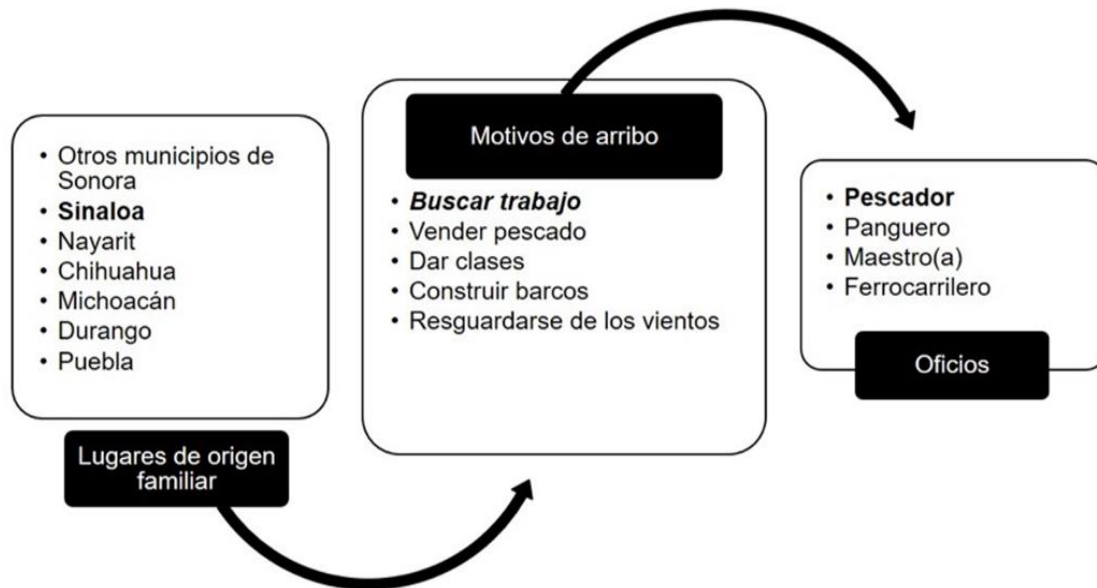 • Otros municipios de
Sonora
• Sinaloa
• Nayarit
• Chihuahua
• Michoacán
• Durango
• Puebla
Lugares de origen
familiar
Motivos de arribo
• Buscar trabajo
• Vender pescado
• Dar clases
• Construir barcos
• Resguardarse de los vientos
• Pescador
• Panguero
• Maestro(a)
• Ferrocarrilero
Oficios